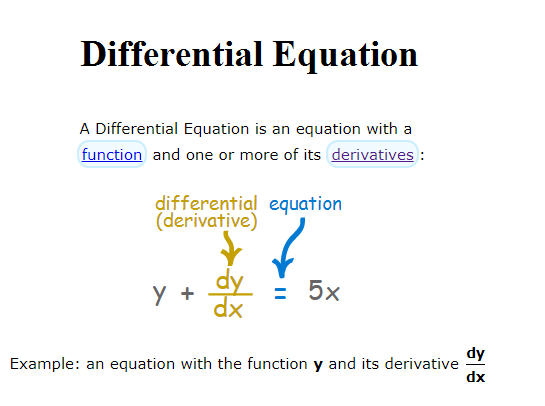 Differential Equation
A Differential Equation is an equation with a
function and one or more of its derivatives:
differential equation
(derivative)
y + dy/dx = 5x
Example: an equation with the function y and its derivative dy/dx